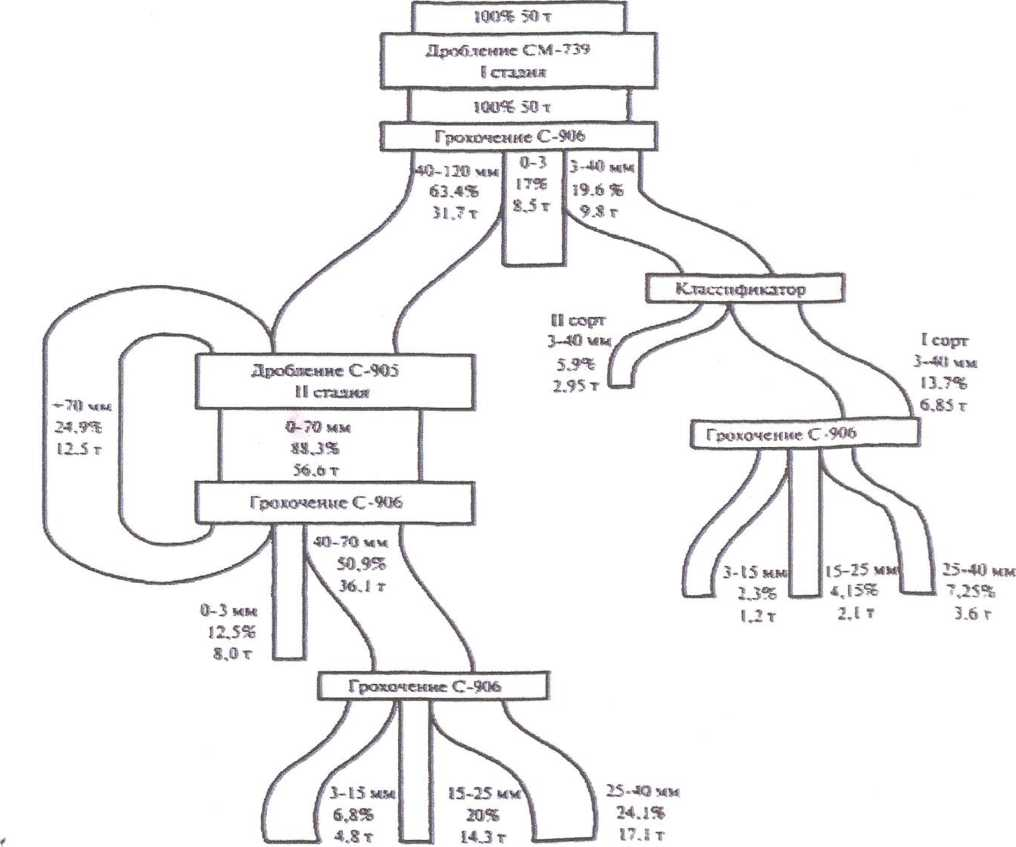 100% 50 т
Дробление СМ-739
I стадия
100% 50 т
Грохочение С-906
40-120 мм
63.4%
31,7 т
0-3
17%
8,5 т
3-40 мм
19.6 %
9.8 т
Классификатор
II сорт
3-40 мм
5.9%
2.95 т
I сорт
3-40 мм
13.7%
6,85 т
Грохочение С-906
3-15 мм
2,3%
1,2 т
15-25 мм
4,15%
2,1 т
25-40 мм
7,25%
3.6 т
Дробление С-905
II стадия
+70 мм
24,9%
12.5 т
0-70 мм
88,3%
56,6 т
Грохочение С-906
40-70 мм
50,9%
36,1 т
0-3 мм
12,5%
8,0 т
Грохочение С-906
3-15 мм
6,8%
4,8 т
15-25 мм
20%
14.3 т
25-40 мм
24,1%
17.1 т